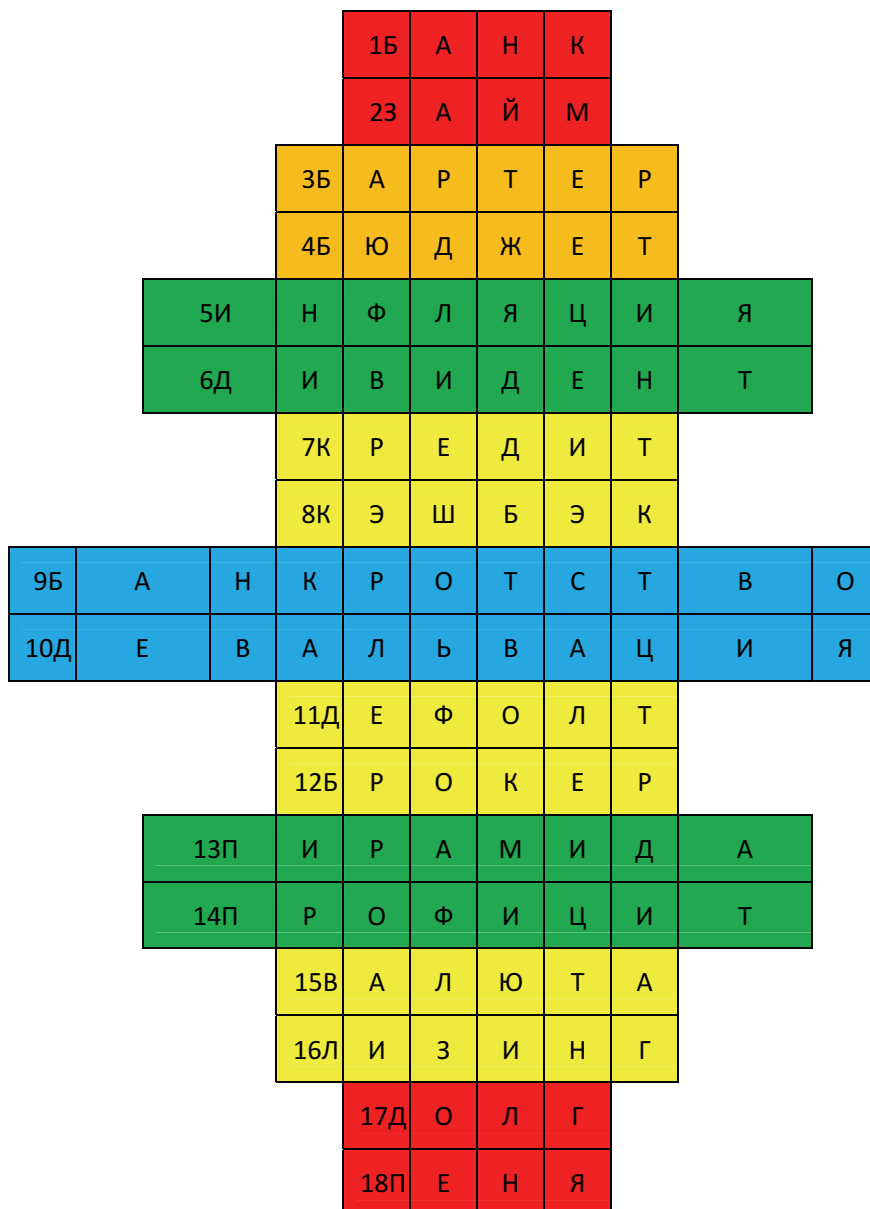 1Б А Н К
2З А Й М
3Б А Р Т Е Р
4Б Ю Д Ж Е Т
5И Н Ф Л Я Ц И Я
6Д И В И Д Е Н Т
7К Р Е Д И Т
8К Э Ш Б Э К
9Б А Н К Р О Т С Т В О
10Д Е В А Л Ь В А Ц И Я
11Д Е Ф О Л Т
12Б Р О К Е Р
13П И Р А М И Д А
14П Р О Ф И Ц И Т
15В А Л Ю Т А
16Л И З И Н Г
17Д О Л Г
18П Е Н Я